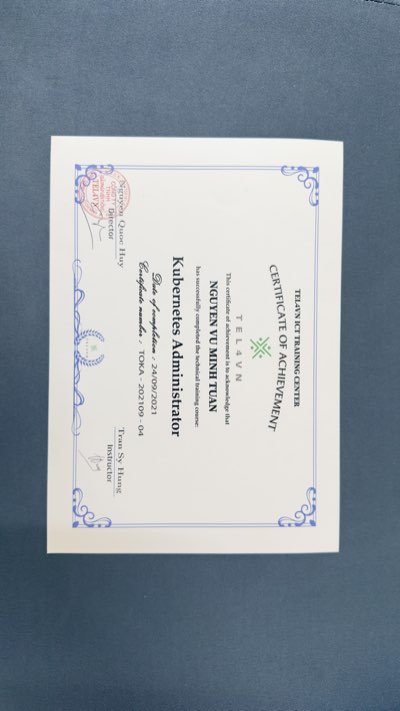 TEL4VN ICT TRAINING CENTER
CERTIFICATE OF ACHIEVEMENT
TEL4VN
This certificate of achievement is to acknowledge that
NGUYEN VU MINH TUAN
has successfully completed the technical training course:
Kubernetes Administrator
Date of completion : 24/09/2021
Certificate number : TOKA - 202109 - 04
Nguyen Quoc Huy
Director
Tran Sy Hung
Instructor